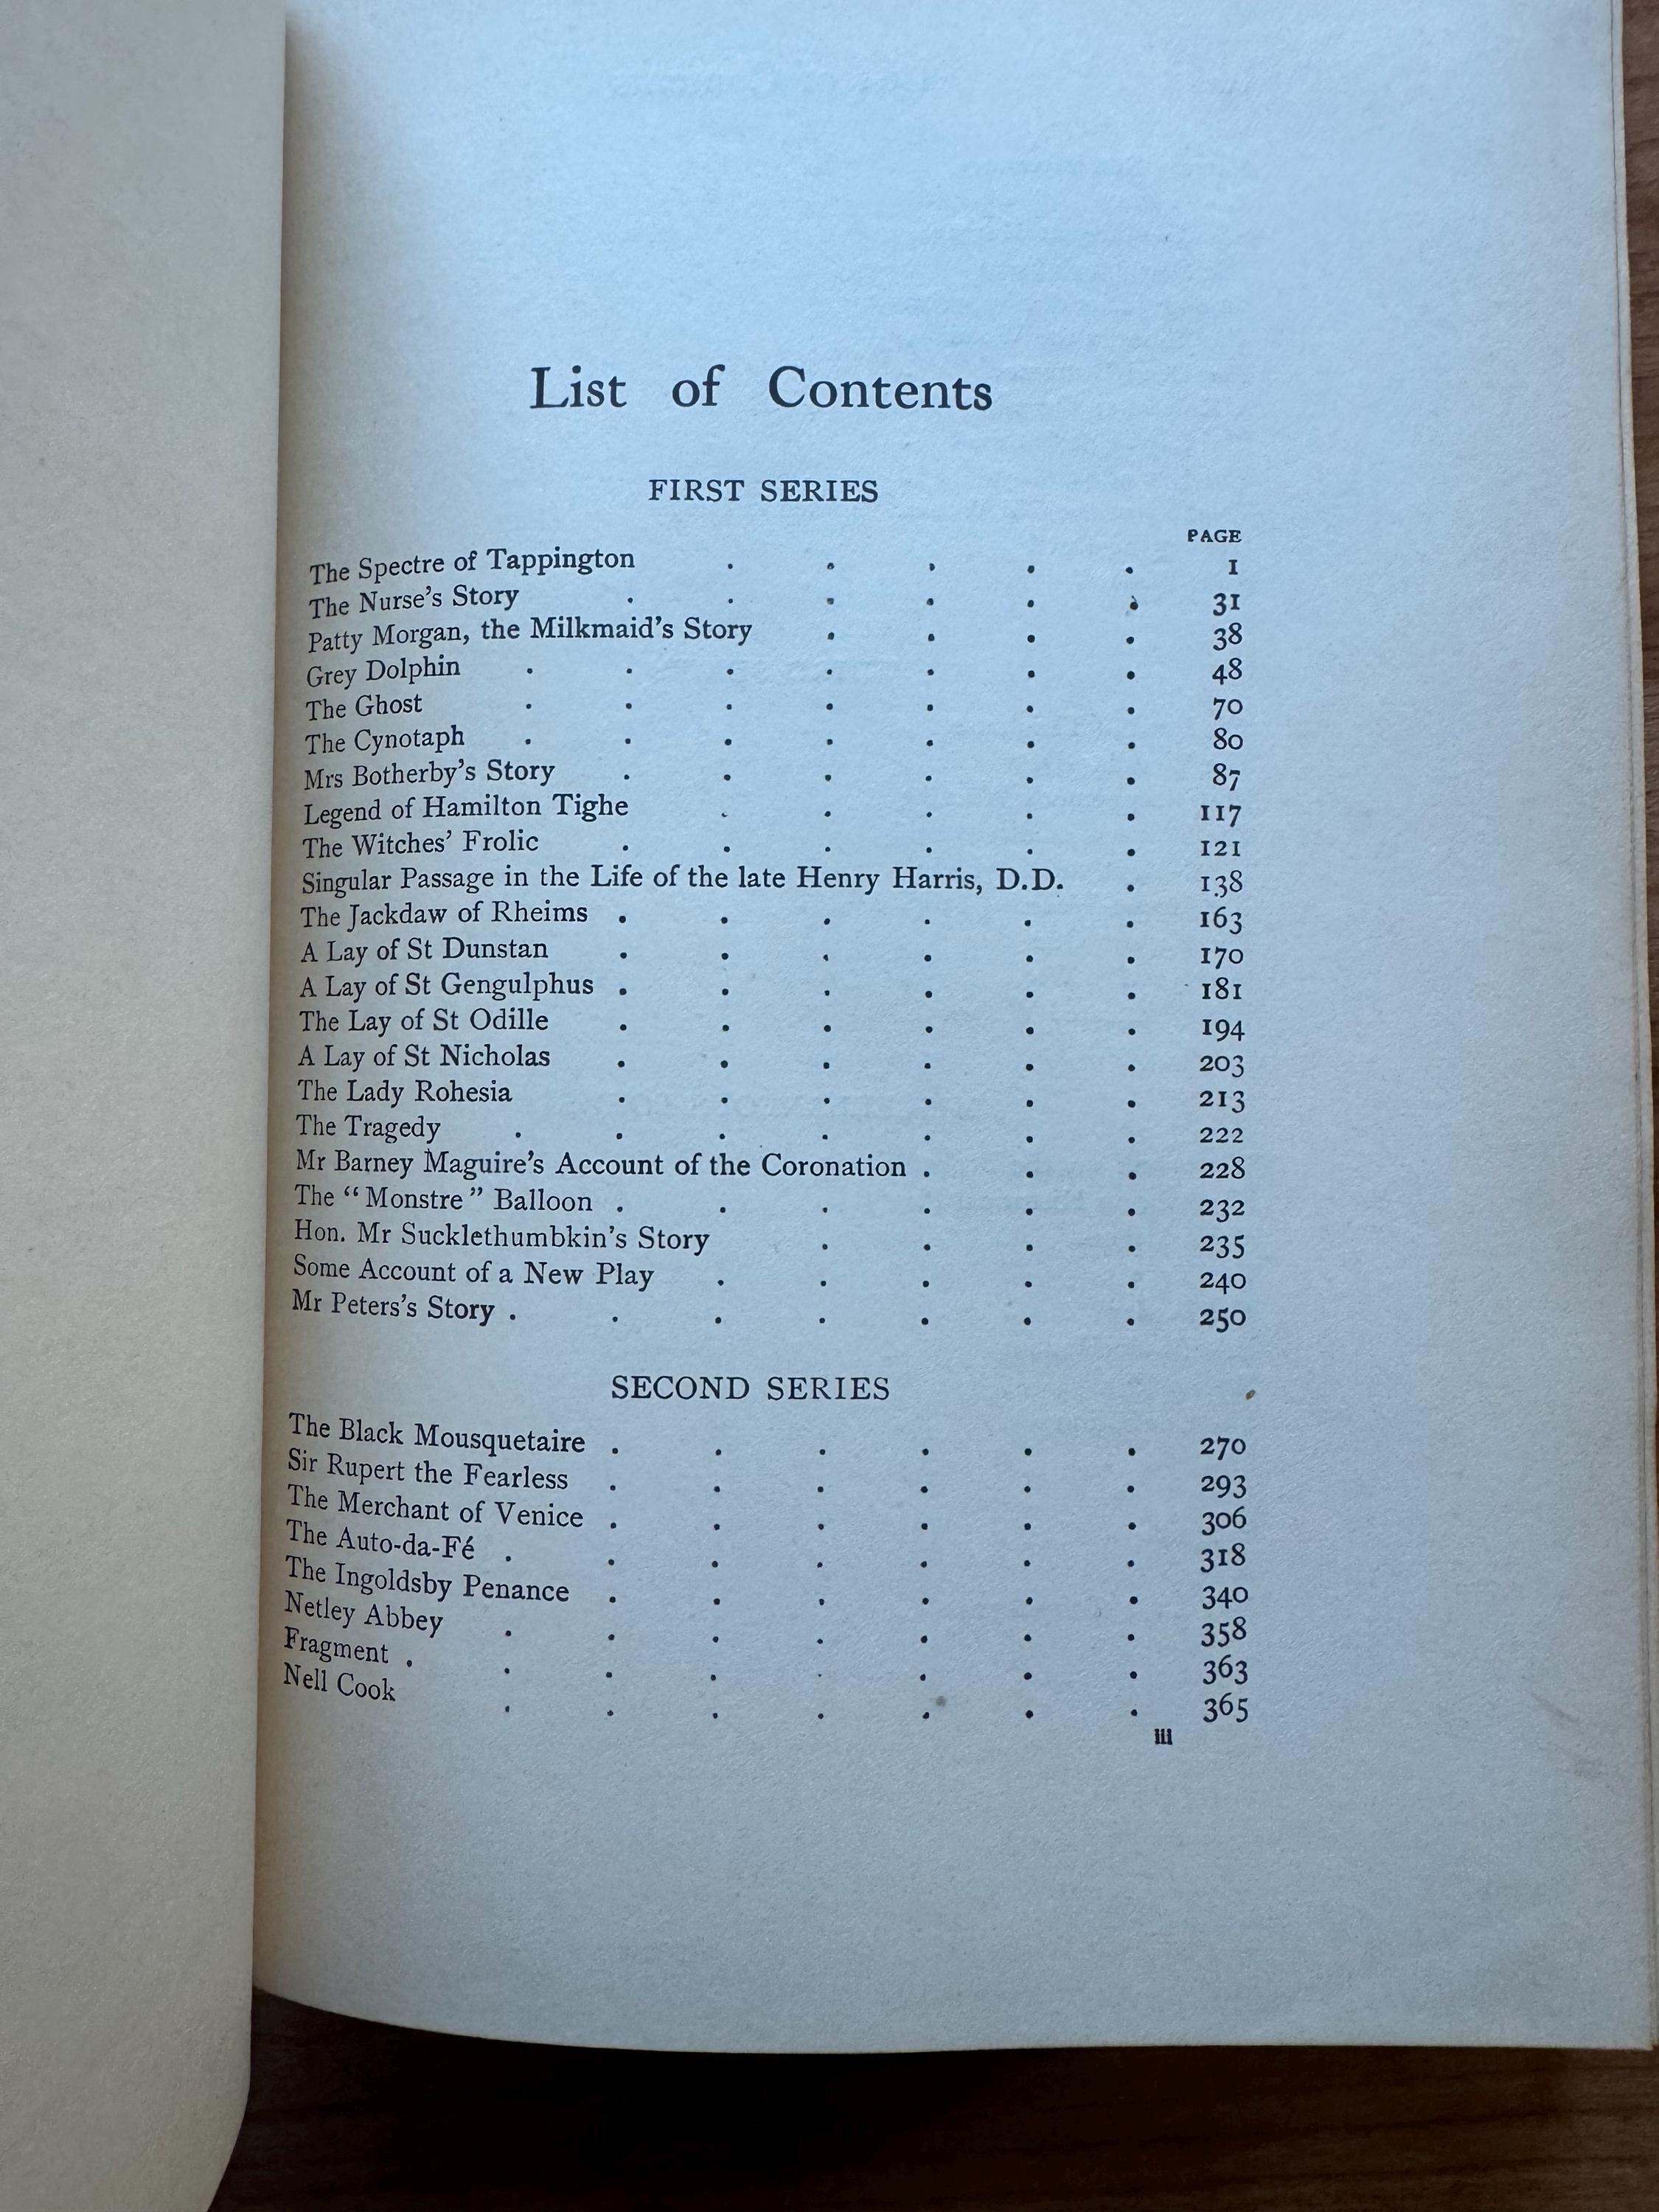 List of Contents
FIRST SERIES
PAGE
The Spectre of Tappington . . . . . 1
The Nurse's Story . . . . . . 31
Patty Morgan, the Milkmaid's Story . . . . 38
Grey Dolphin . . . . . . . 48
The Ghost . . . . . . . 70
The Cynotaph . . . . . . . 80
Mrs Botherby's Story . . . . . . 87
Legend of Hamilton Tighe . . . . . 117
The Witches' Frolic . . . . . . 121
Singular Passage in the Life of the late Henry Harris, D.D. . 138
The Jackdaw of Rheims . . . . . . 163
A Lay of St Dunstan . . . . . . 170
A Lay of St Gengulphus . . . . . . 181
The Lay of St Odille . . . . . . 194
A Lay of St Nicholas . . . . . . 203
The Lady Rohesia . . . . . . 213
The Tragedy . . . . . . . 222
Mr Barney Maguire's Account of the Coronation . . . 228
The “Monstre” Balloon . . . . . . 232
Hon. Mr Sucklethumbkin's Story . . . . 235
Some Account of a New Play . . . . . 240
Mr Peters's Story . . . . . . . 250
SECOND SERIES
The Black Mousquetaire . . . . . . 270
Sir Rupert the Fearless . . . . . . 293
The Merchant of Venice . . . . . . 306
The Auto-da-Fé . . . . . . . 318
The Ingoldsby Penance . . . . . . 340
Netley Abbey . . . . . . . 358
Fragment . . . . . . . . 363
Nell Cook . . . . . . . 365
iii